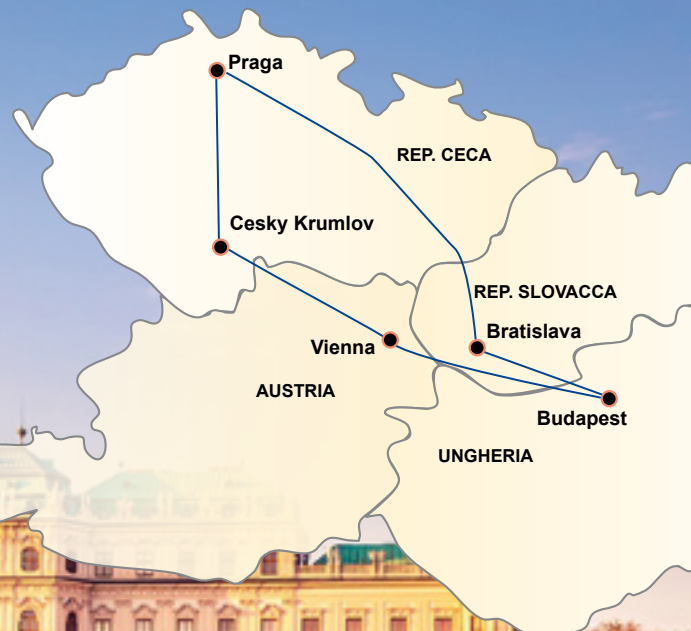 Praga
REP. CECA
Cesky Krumlov
REP. SLOVACCA
Bratislava
Vienna
AUSTRIA
Budapest
UNGHERIA